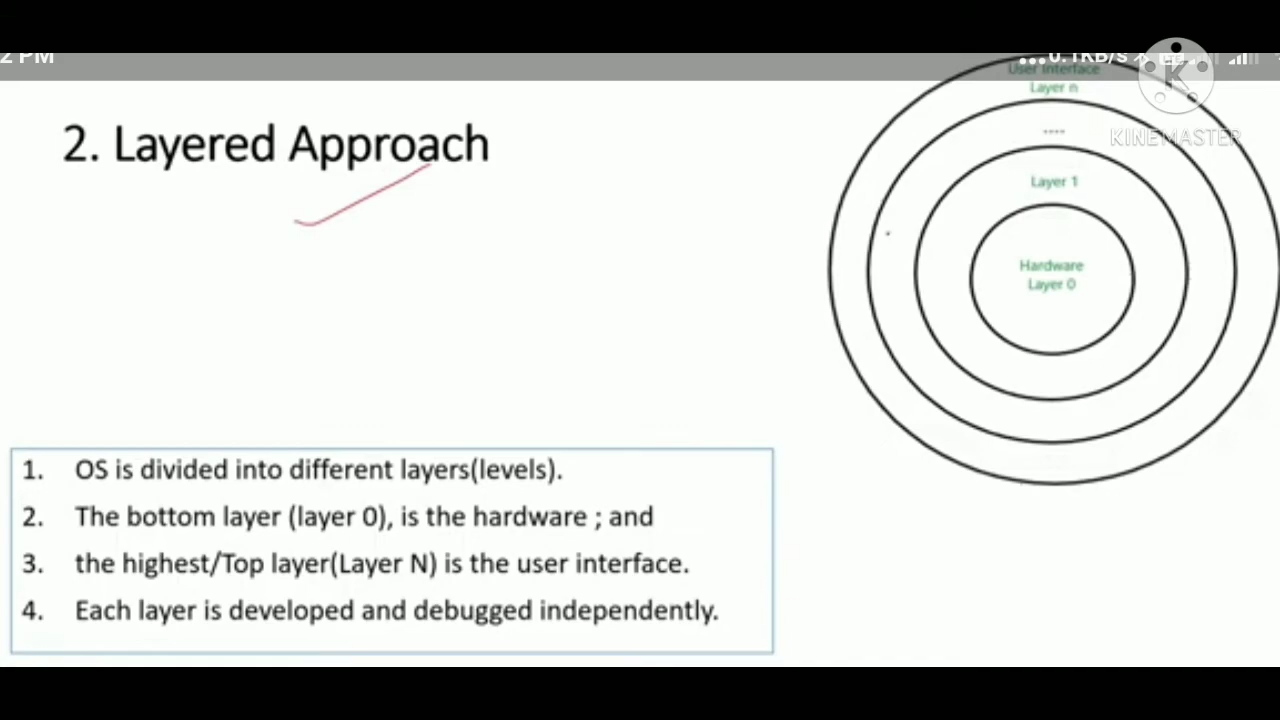 2 PM
0.1KB/s
User Interface
Layer n
....
KINEMASTER
2. Layered Approach
Layer 1
Hardware
Layer 0
1. OS is divided into different layers(levels).
2. The bottom layer (layer 0), is the hardware ; and
3. the highest/Top layer(Layer N) is the user interface.
4. Each layer is developed and debugged independently.